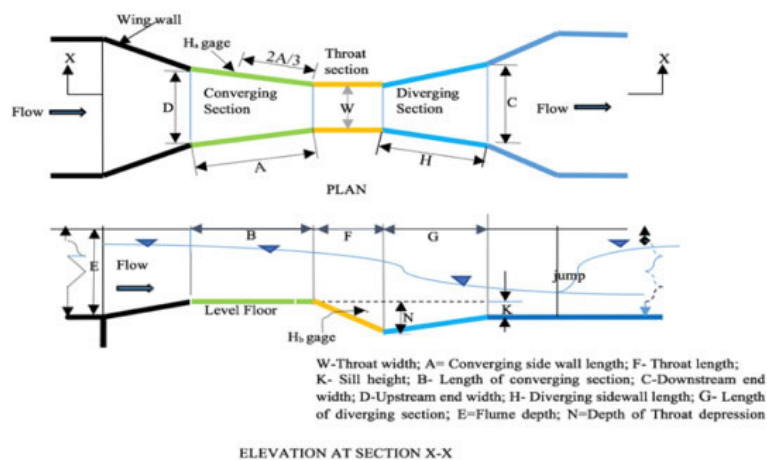 Wing wall
X
Hₐ gage
2A/3
Throat
section
X
Converging
Section
Diverging
Section
Flow
D
W
C
Flow
A
H
PLAN
B
F
G
E
Flow
jump
Level Floor
N
K
H_b gage
W-Throat width; A= Converging side wall length; F- Throat length;
K- Sill height; B- Length of converging section; C-Downstream end
width; D-Upstream end width; H- Diverging sidewall length; G- Length
of diverging section; E=Flume depth; N=Depth of Throat depression
ELEVATION AT SECTION X-X